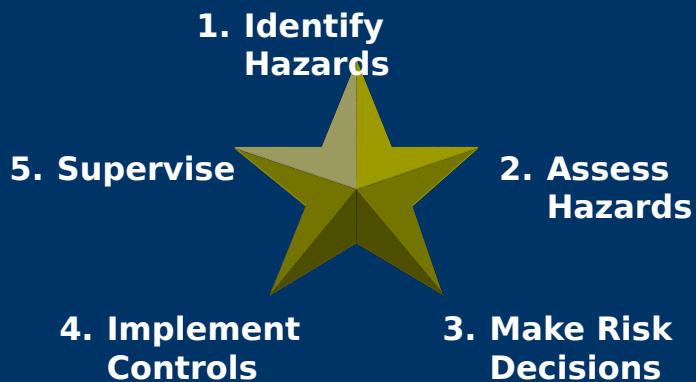 1. Identify
Hazards
2. Assess
Hazards
3. Make Risk
Decisions
4. Implement
Controls
5. Supervise